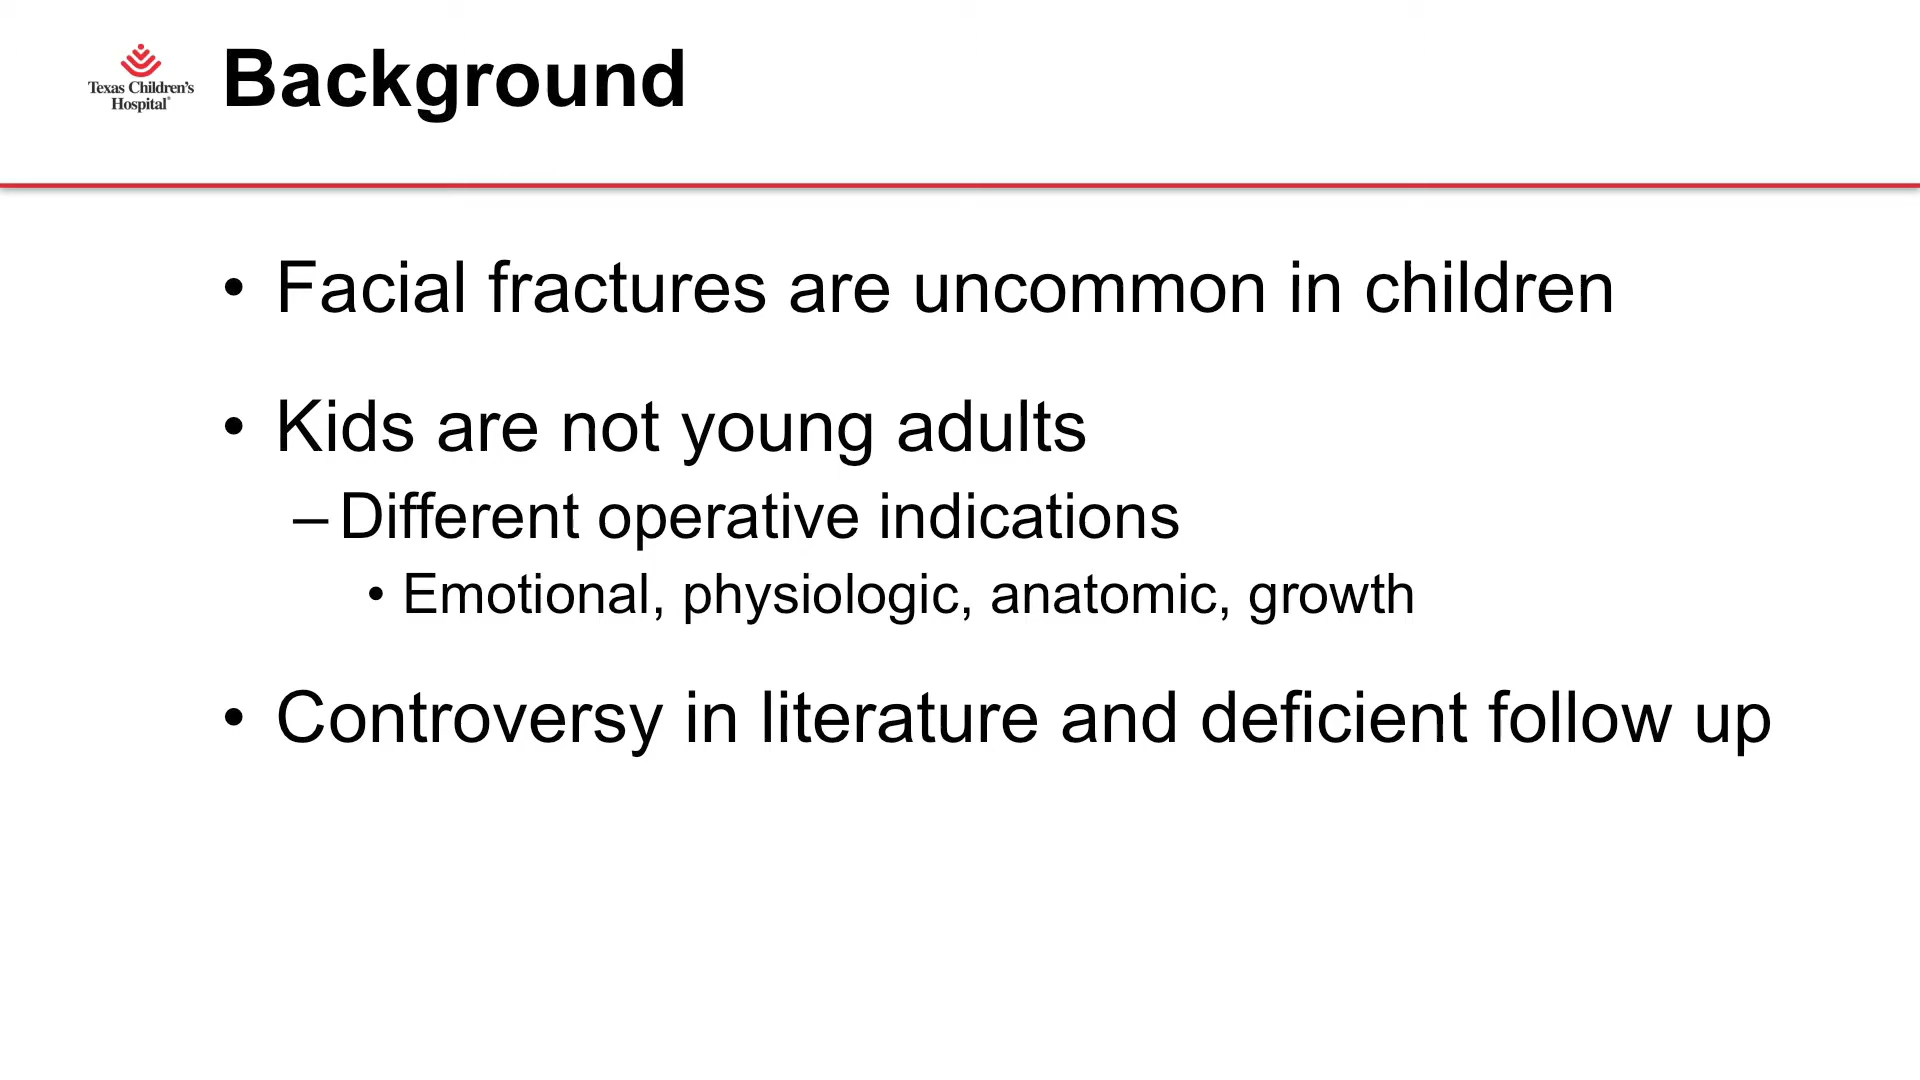 Texas Children's
Hospital®
Background
• Facial fractures are uncommon in children
• Kids are not young adults
– Different operative indications
• Emotional, physiologic, anatomic, growth
• Controversy in literature and deficient follow up